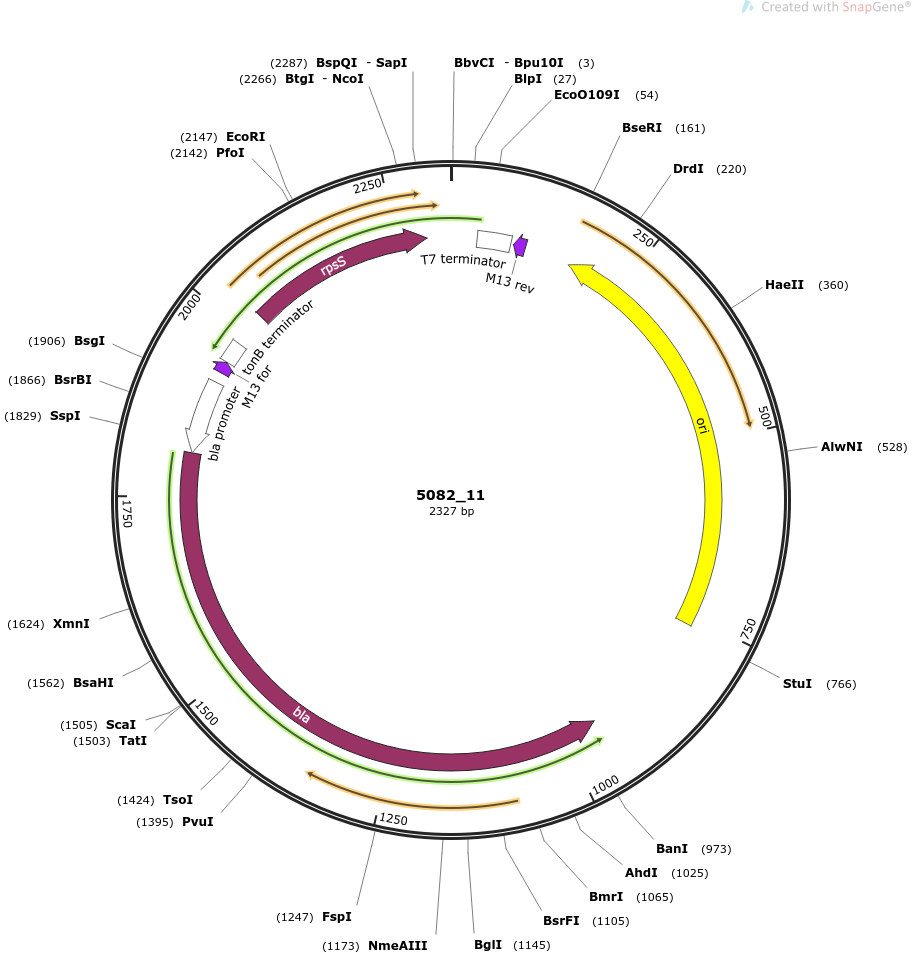 Created with SnapGene®
(2287) BspQI - SapI
(2266) BtgI - NcoI
BbvCI - Bpu10I (3)
BlpI (27)
EcoO109I (54)
BseRI (161)
DrdI (220)
HaeII (360)
AlwNI (528)
StuI (766)
BanI (973)
AhdI (1025)
BmrI (1065)
BsrFI (1105)
BglI (1145)
(1173) NmeAIII
(1247) FspI
(1395) PvuI
(1424) TsoI
(1503) TatI
(1505) ScaI
(1562) BsaHI
(1624) XmnI
(1829) SspI
(1866) BsrBI
(1906) BsgI
(2142) PfoI
(2147) EcoRI
250
500
750
1000
1250
1500
1750
2000
2250
rpsS
T7 terminator
M13 rev
tonB terminator
M13 for
bla promoter
ori
bla
5082_11
2327 bp